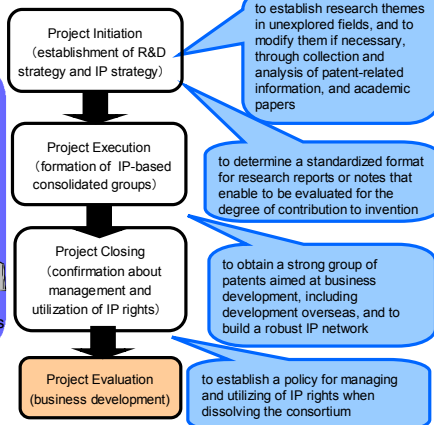 Project Initiation
(establishment of R&D
strategy and IP strategy)
to establish research themes
in unexplored fields, and to
modify them if necessary,
through collection and
analysis of patent-related
information, and academic
papers
Project Execution
(formation of IP-based
consolidated groups)
to determine a standardized format
for research reports or notes that
enable to be evaluated for the
degree of contribution to invention
Project Closing
(confirmation about
management and
utilization of IP rights)
to obtain a strong group of
patents aimed at business
development, including
development overseas, and to
build a robust IP network
Project Evaluation
(business development)
to establish a policy for managing
and utilizing of IP rights when
dissolving the consortium